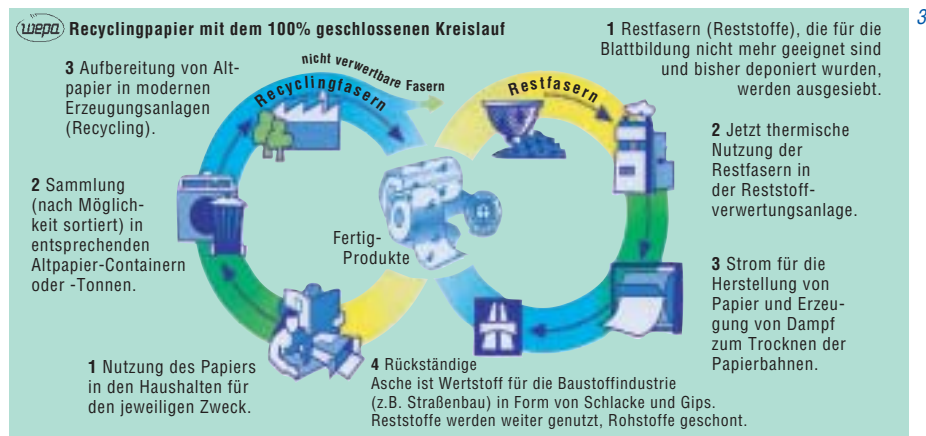 3
wepa Recyclingpapier mit dem 100% geschlossenen Kreislauf
3 Aufbereitung von Alt-
papier in modernen
Erzeugungsanlagen
(Recycling).
2 Sammlung
(nach Möglich-
keit sortiert) in
entsprechenden
Altpapier-Containern
oder -Tonnen.
1 Nutzung des Papiers
in den Haushalten für
den jeweiligen Zweck.
nicht verwertbare Fasern
Recyclingfasern
Restfasern
Fertig-
Produkte
1 Restfasern (Reststoffe), die für die
Blattbildung nicht mehr geeignet sind
und bisher deponiert wurden,
werden ausgesiebt.
2 Jetzt thermische
Nutzung der
Restfasern in
der Reststoff-
verwertungsanlage.
3 Strom für die
Herstellung von
Papier und Erzeu-
gung von Dampf
zum Trocknen der
Papierbahnen.
4 Rückständige
Asche ist Wertstoff für die Baustoffindustrie
(z.B. Straßenbau) in Form von Schlacke und Gips.
Reststoffe werden weiter genutzt, Rohstoffe geschont.